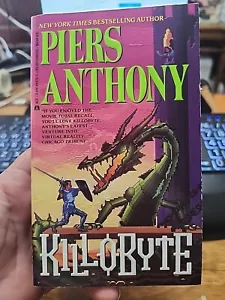 NEW YORK TIMES BESTSELLING AUTHOR
PIERS
ANTHONY
"IF YOU ENJOYED THE
MOVIE TOTAL RECALL,
YOU'LL LOVE KILLOBYTE,
ANTHONY'S LATEST
VENTURE INTO
VIRTUAL REALITY."
CHICAGO TRIBUNE
KILLOBYTE